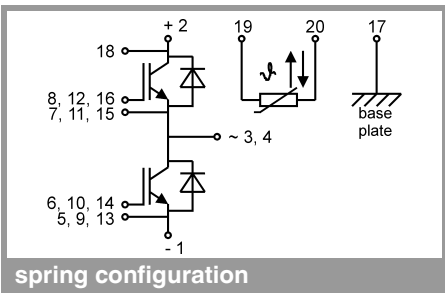 + 2
19
20
17
18
ϑ
8, 12, 16
7, 11, 15
base
plate
~ 3, 4
6, 10, 14
5, 9, 13
- 1
spring configuration